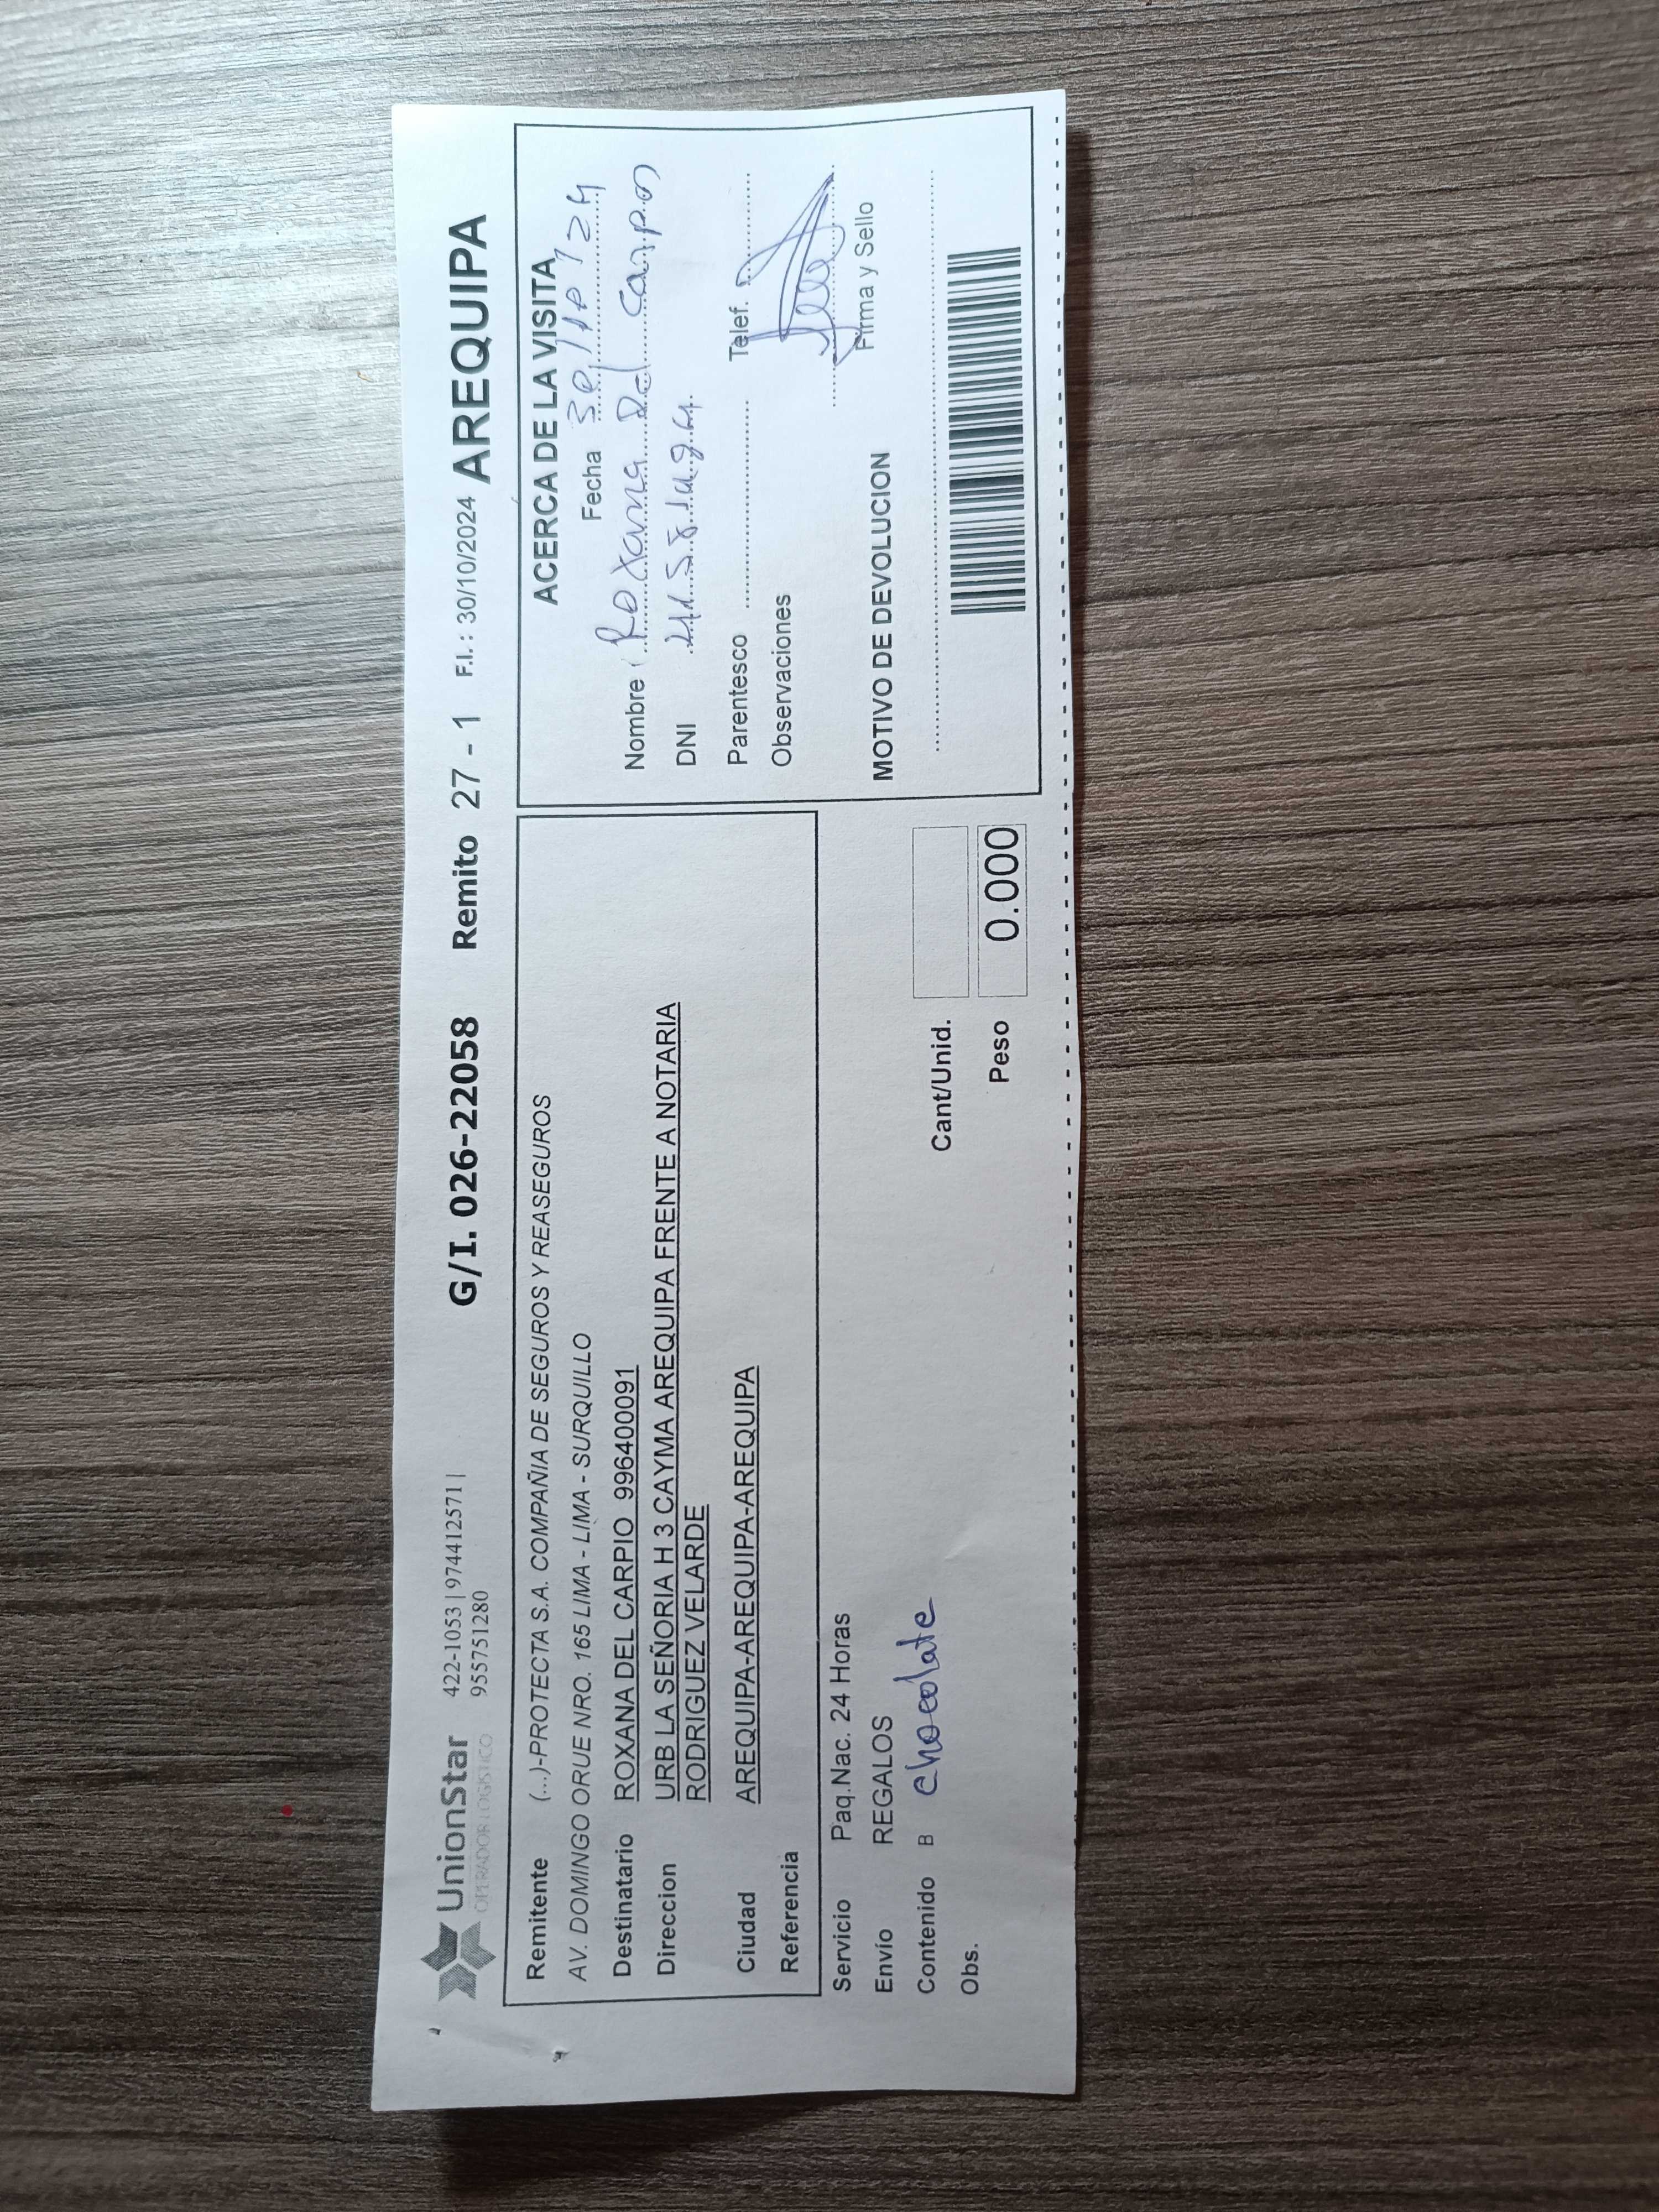 UnionStar
OPERADOR LOGISTICO
422-1053 | 974412571 |
955751280
G/I. 026-22058 Remito 27 - 1 F.I.: 30/10/2024 AREQUIPA
Remitente (...)-PROTECTA S.A. COMPAÑIA DE SEGUROS Y REASEGUROS
AV. DOMINGO ORUE NRO. 165 LIMA - LIMA - SURQUILLO
Destinatario ROXANA DEL CARPIO 996400091
Direccion URB LA SEÑORIA H 3 CAYMA AREQUIPA FRENTE A NOTARIA
RODRIGUEZ VELARDE
Ciudad AREQUIPA-AREQUIPA-AREQUIPA
Referencia
Servicio Paq.Nac. 24 Horas
Envío REGALOS
Contenido B chocolate
Obs.
Cant/Unid.
Peso 0.000
ACERCA DE LA VISITA
Fecha 30/10/24
Nombre Roxana Del Carpio
DNI
Parentesco Telef.
Observaciones
Firma y Sello
MOTIVO DE DEVOLUCION